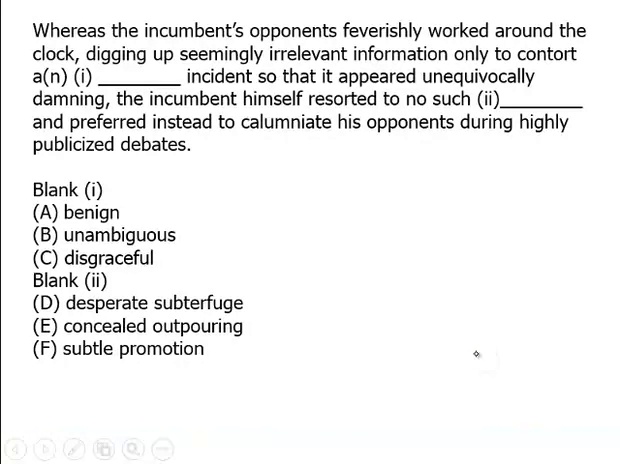 Whereas the incumbent’s opponents feverishly worked around the
clock, digging up seemingly irrelevant information only to contort
a(n) (i) _________ incident so that it appeared unequivocally
damning, the incumbent himself resorted to no such (ii)_________
and preferred instead to calumniate his opponents during highly
publicized debates.
Blank (i)
(A) benign
(B) unambiguous
(C) disgraceful
Blank (ii)
(D) desperate subterfuge
(E) concealed outpouring
(F) subtle promotion